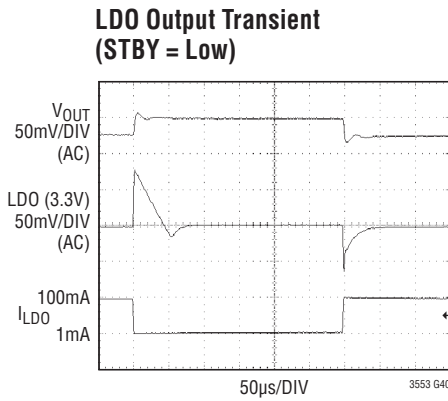 LDO Output Transient
(STBY = Low)
VOUT
50mV/DIV
(AC)
LDO (3.3V)
50mV/DIV
(AC)
100mA
ILDO
1mA
50µs/DIV
3553 G40